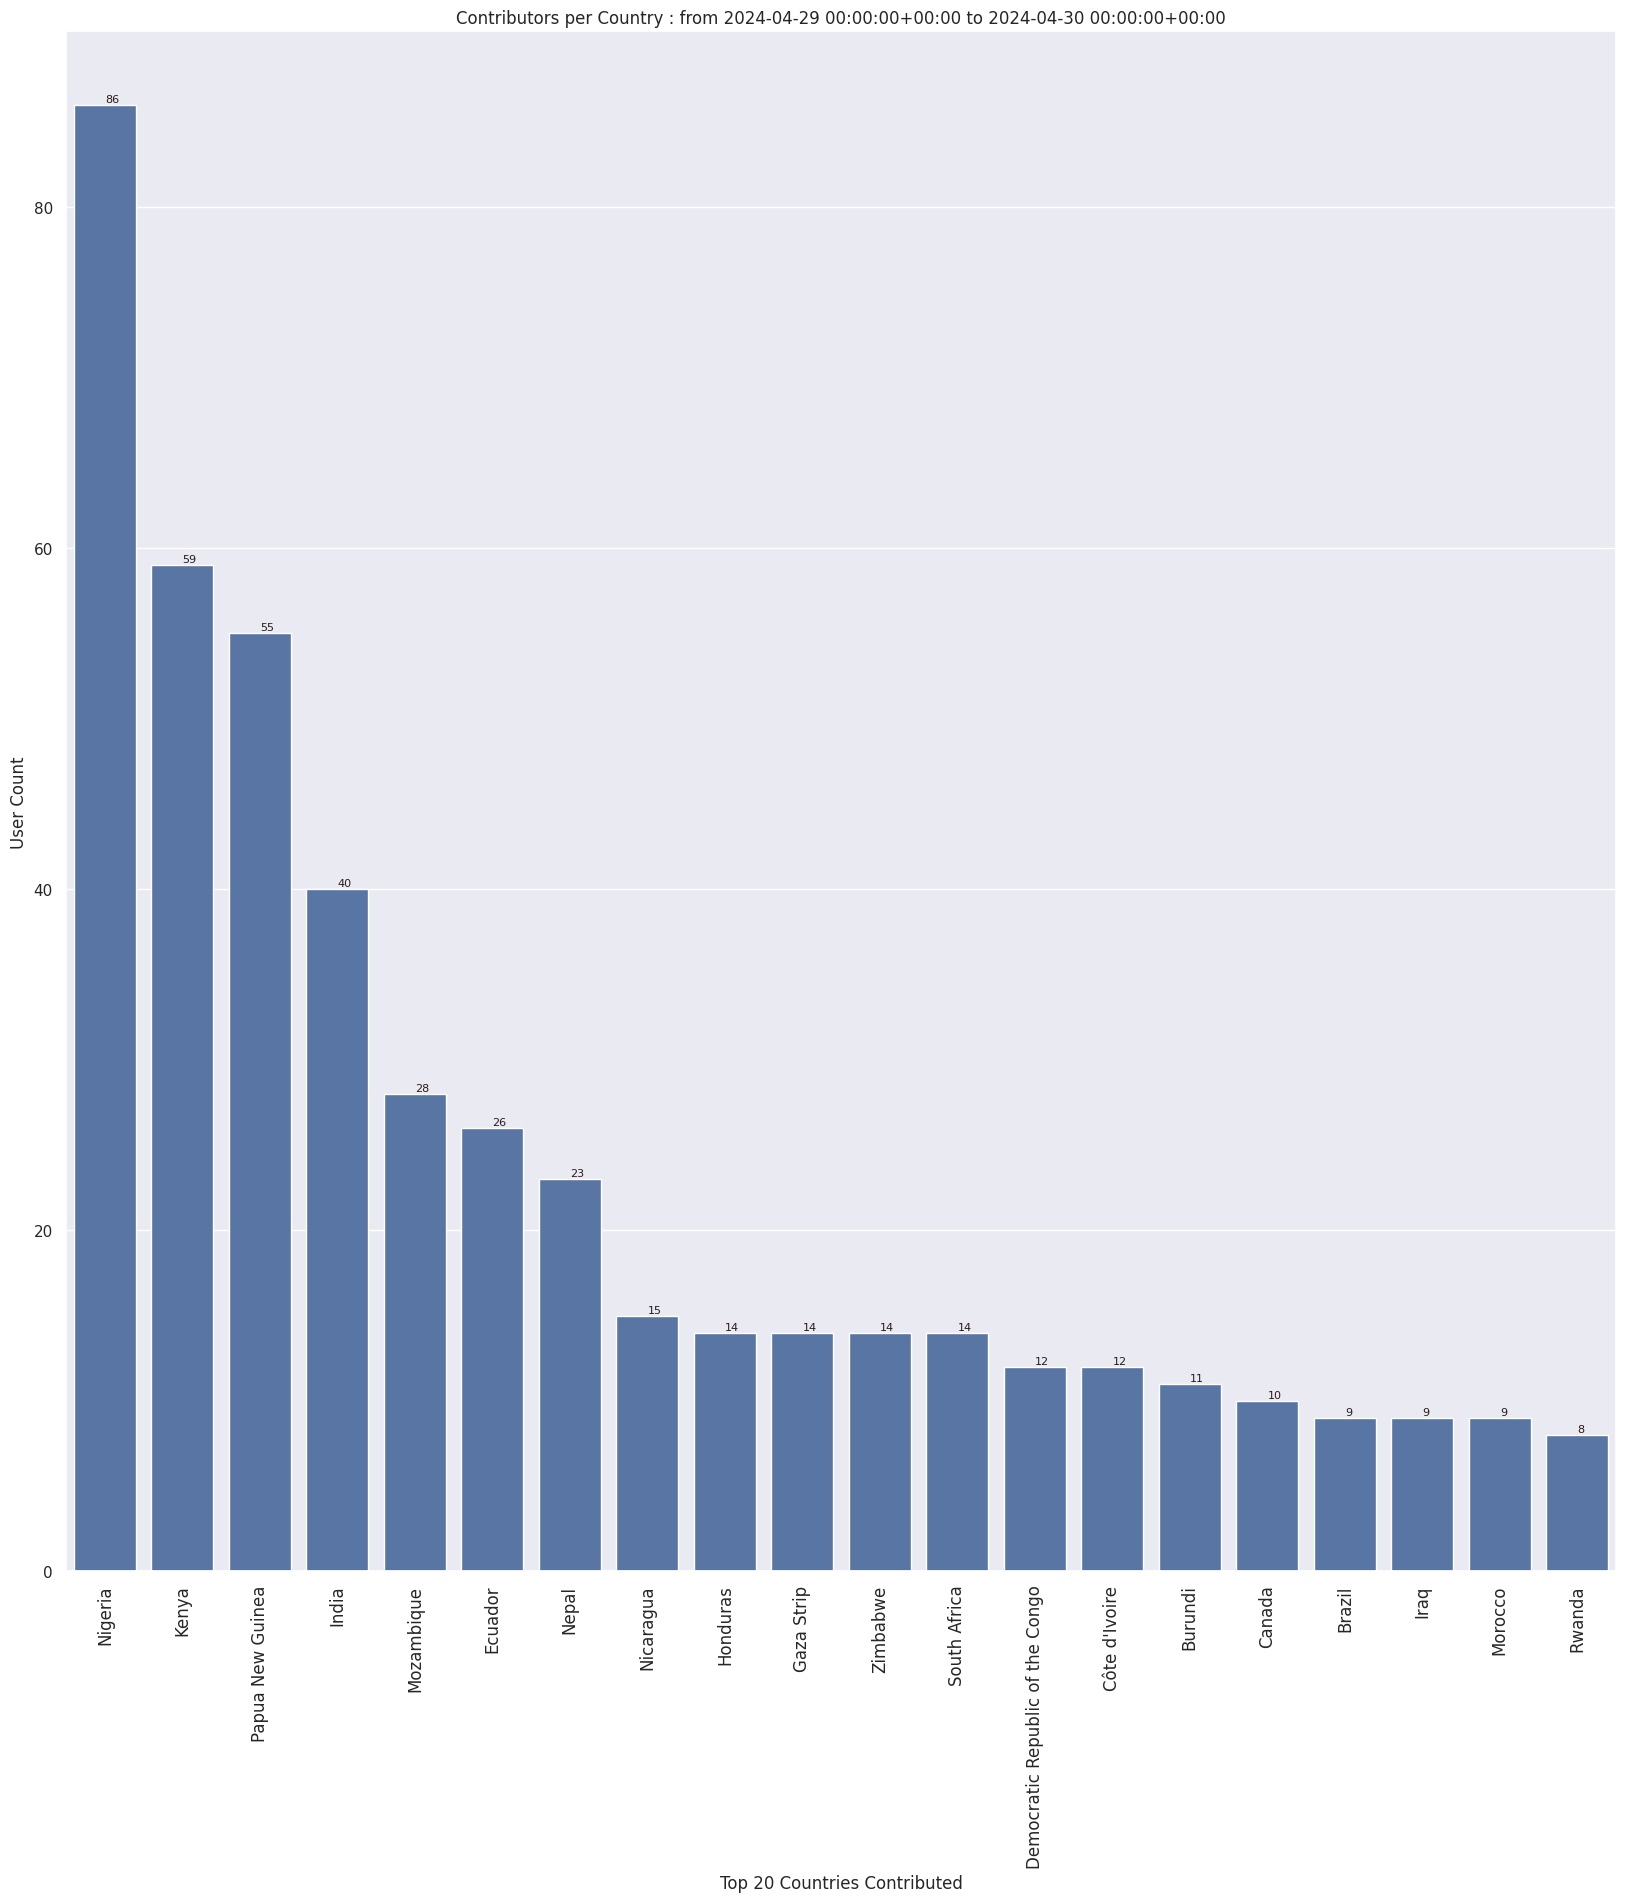 Contributors per Country : from 2024-04-29 00:00:00+00:00 to 2024-04-30 00:00:00+00:00
User Count
80
60
40
20
0
86
59
55
40
28
26
23
15
14
14
14
14
12
12
11
10
9
9
9
8
Nigeria
Kenya
Papua New Guinea
India
Mozambique
Ecuador
Nepal
Nicaragua
Honduras
Gaza Strip
Zimbabwe
South Africa
Democratic Republic of the Congo
Côte d'Ivoire
Burundi
Canada
Brazil
Iraq
Morocco
Rwanda
Top 20 Countries Contributed